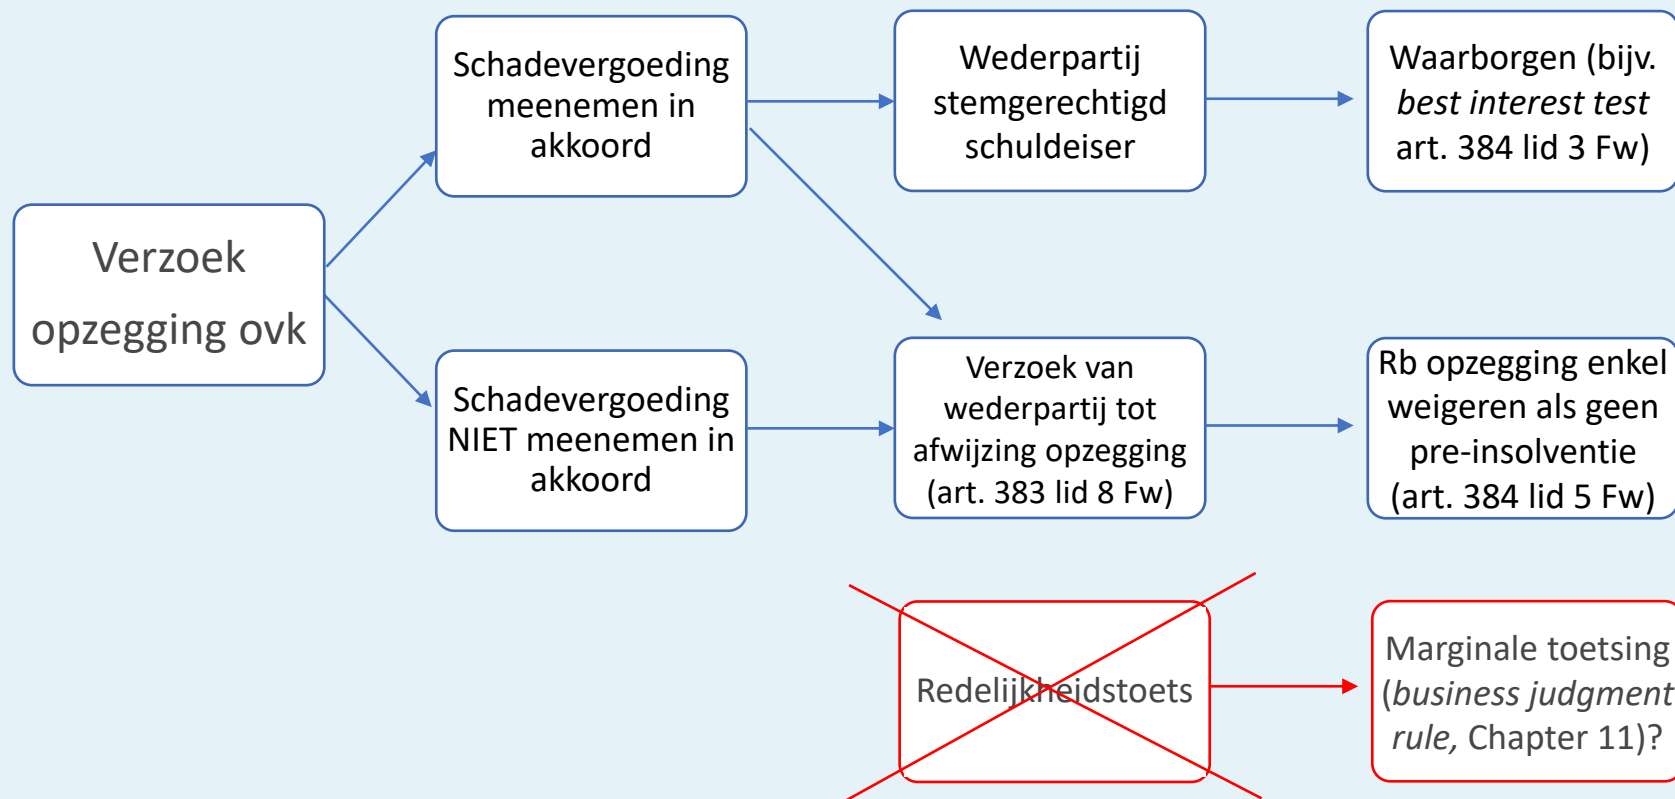 Verzoek
opzegging ovk
Schadevergoeding
meenemen in
akkoord
Wederpartij
stemgerechtigd
schuldeiser
Waarborgen (bijv.
best interest test
art. 384 lid 3 Fw)
Schadevergoeding
NIET meenemen in
akkoord
Verzoek van
wederpartij tot
afwijzing opzegging
(art. 383 lid 8 Fw)
Rb opzegging enkel
weigeren als geen
pre-insolventie
(art. 384 lid 5 Fw)
Redelijkheidstoets
Marginale toetsing
(business judgment
rule, Chapter 11)?